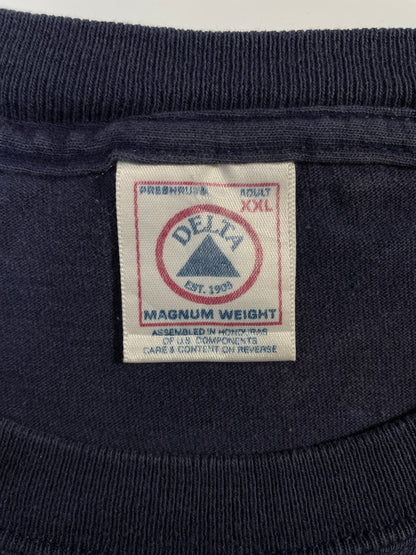 PRESHRUNK ADULT
XXL
DELTA
EST. 1903
MAGNUM WEIGHT
ASSEMBLED IN HONDURAS
OF U.S. COMPONENTS
CARE & CONTENT ON REVERSE